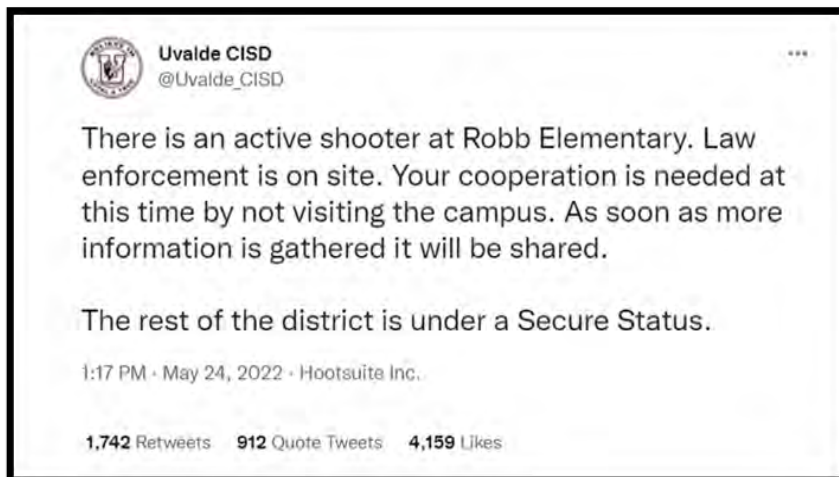 Uvalde CISD
@Uvalde_CISD
There is an active shooter at Robb Elementary. Law
enforcement is on site. Your cooperation is needed at
this time by not visiting the campus. As soon as more
information is gathered it will be shared.
The rest of the district is under a Secure Status.
1:17 PM · May 24, 2022 · Hootsuite Inc.
1,742 Retweets 912 Quote Tweets 4,159 Likes